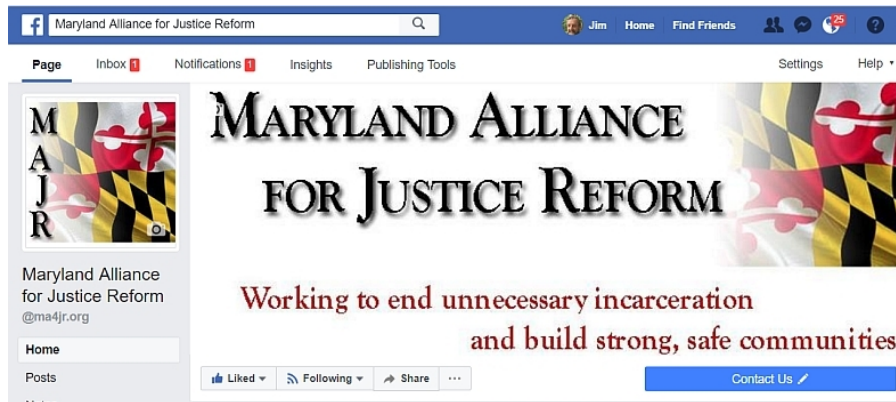 Maryland Alliance for Justice Reform
Jim Home Find Friends 25
Page Inbox 1 Notifications 1 Insights Publishing Tools Settings Help
M
A
J
R
MARYLAND ALLIANCE
FOR JUSTICE REFORM
Maryland Alliance
for Justice Reform
@ma4jr.org
Working to end unnecessary incarceration
and build strong, safe communities
Home
Posts
Liked Following Share ... Contact Us